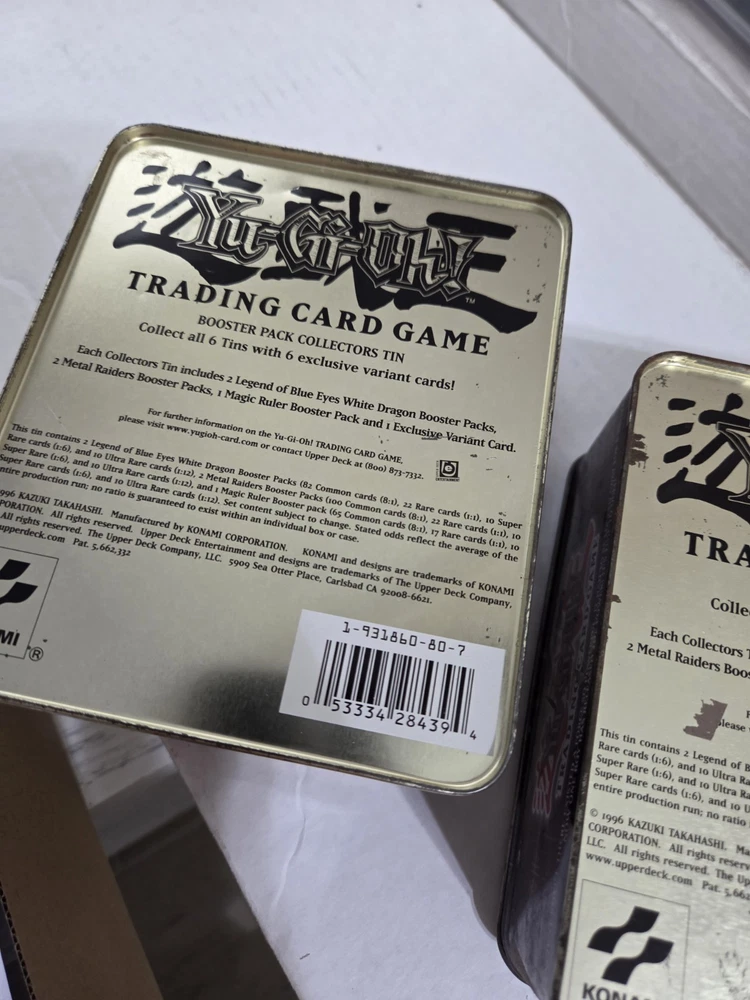 遊戯王
Yu-Gi-Oh!
™
TRADING CARD GAME
BOOSTER PACK COLLECTORS TIN
Collect all 6 Tins with 6 exclusive variant cards!
Each Collectors Tin includes 2 Legend of Blue Eyes White Dragon Booster Packs,
2 Metal Raiders Booster Packs, 1 Magic Ruler Booster Pack and 1 Exclusive Variant Card.
For further information on the Yu-Gi-Oh! TRADING CARD GAME,
please visit www.yugioh-card.com or contact Upper Deck at (800) 873-7332.
This tin contains 2 Legend of Blue Eyes White Dragon Booster Packs (82 Common cards (8:1), 22 Rare cards (1:1), 10 Super
Rare cards (1:6), and 10 Ultra Rare cards (1:12), 2 Metal Raiders Booster Packs (100 Common cards (8:1), 22 Rare cards (1:1), 10
Super Rare (1:6), and 10 Ultra Rare (1:12), and 1 Magic Ruler Booster pack (65 Common cards (8:1), 17 Rare cards (1:1), 10
Super Rare cards (1:6), and 10 Ultra Rare cards (1:12). Set content subject to change. Stated odds reflect the average of the
entire production run; no ratio is guaranteed to exist within an individual box or case.
996 KAZUKI TAKAHASHI. Manufactured by KONAMI CORPORATION. KONAMI and designs are trademarks of KONAMI
PORATION. All rights reserved. Upper Deck Entertainment and designs are trademarks of The Upper Deck Company,
All rights reserved. The Upper Deck Company, LLC. 5909 Sea Otter Place, Carlsbad CA 92008-6621.
upperdeck.com Pat. 5,662,332
MI
®
1-931860-80-7
0 53334 28439 4
遊
TRA
Colle
Each Collectors T
2 Metal Raiders Boos
lease
This tin contains 2 Legend of B
Rare cards (1:6), and 10 Ultra Ra
Super Rare (1:6), and 10 Ultra
Super Rare cards (1:6), and 10 U
entire production run; no ratio
© 1996 KAZUKI TAKAHASHI. Ma
CORPORATION. All rights reserv
LLC. All rights reserved. The Up
www.upperdeck.com Pat. 5,662
KONA